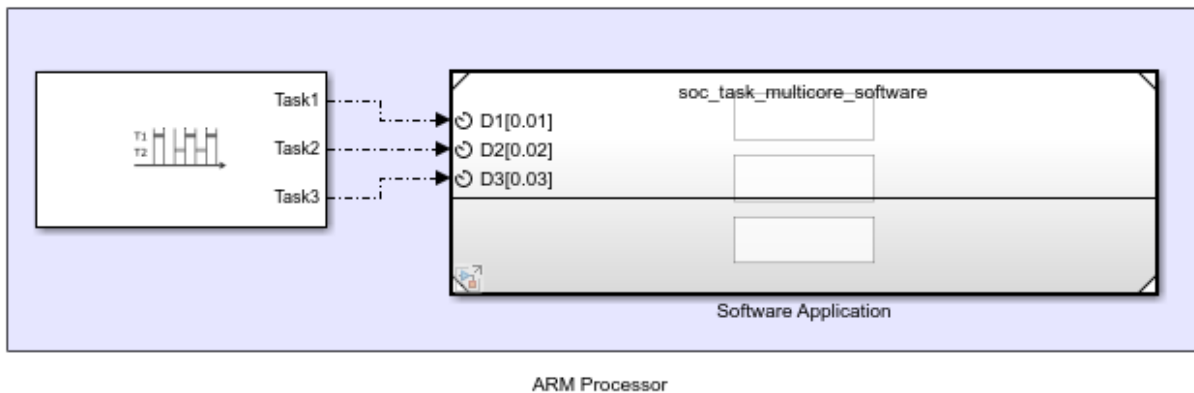 Task1
Task2
Task3
T1
T2
soc_task_multicore_software
D1[0.01]
D2[0.02]
D3[0.03]
Software Application
ARM Processor